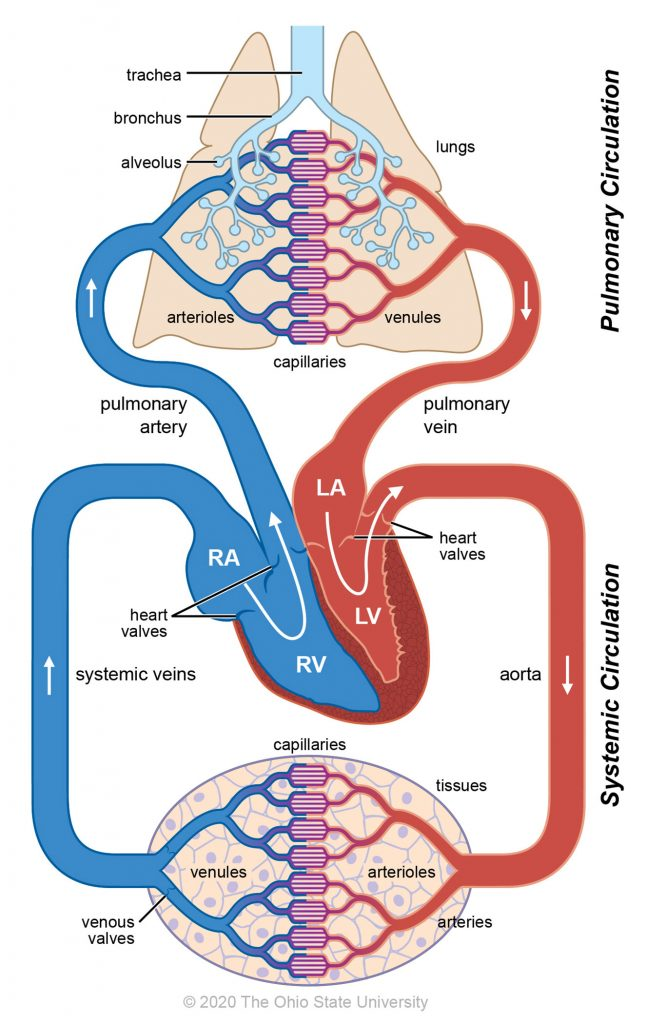 trachea
bronchus
alveolus
lungs
arterioles
venules
capillaries
Pulmonary Circulation
pulmonary
artery
pulmonary
vein
LA
RA
heart
valves
heart
valves
LV
RV
systemic veins
aorta
Systemic Circulation
capillaries
tissues
venules
arterioles
venous
valves
arteries
© 2020 The Ohio State University